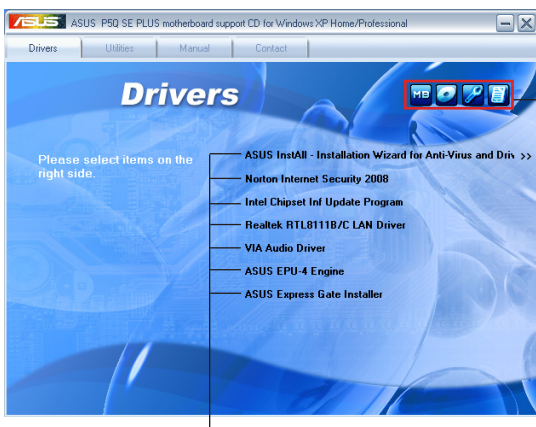 ASUS P5Q SE PLUS motherboard support CD for Windows XP Home/Professional
Drivers Utilities Manual Contact
Drivers
MB
Please select items on the
right side.
ASUS InstAll - Installation Wizard for Anti-Virus and Driv >>
Norton Internet Security 2008
Intel Chipset Inf Update Program
Realtek RTL8111B/C LAN Driver
VIA Audio Driver
ASUS EPU-4 Engine
ASUS Express Gate Installer